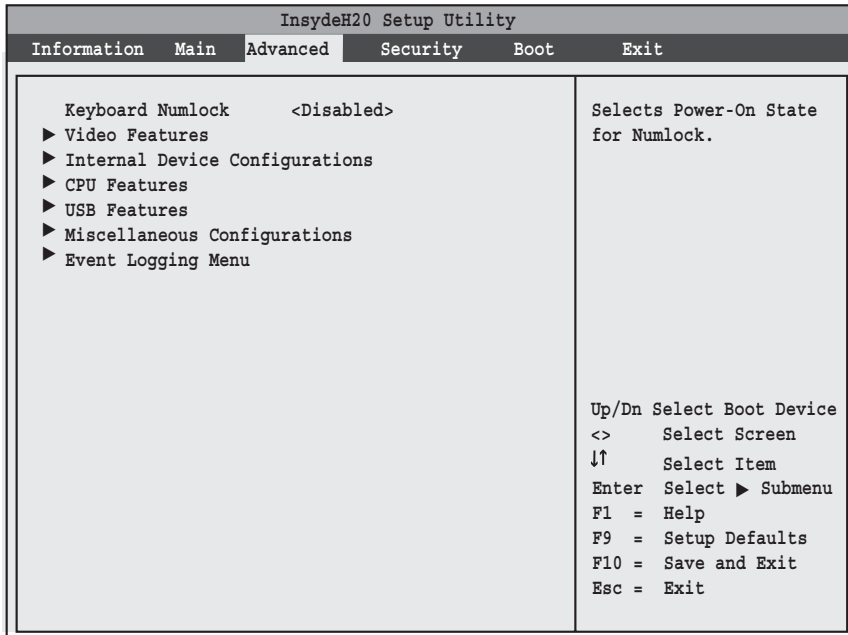 InsydeH20 Setup Utility
Information Main Advanced Security Boot Exit
Keyboard Numlock <Disabled>
▶ Video Features
▶ Internal Device Configurations
▶ CPU Features
▶ USB Features
▶ Miscellaneous Configurations
▶ Event Logging Menu
Selects Power-On State
for Numlock.
Up/Dn Select Boot Device
<> Select Screen
↓↑ Select Item
Enter Select ▶ Submenu
F1 = Help
F9 = Setup Defaults
F10 = Save and Exit
Esc = Exit